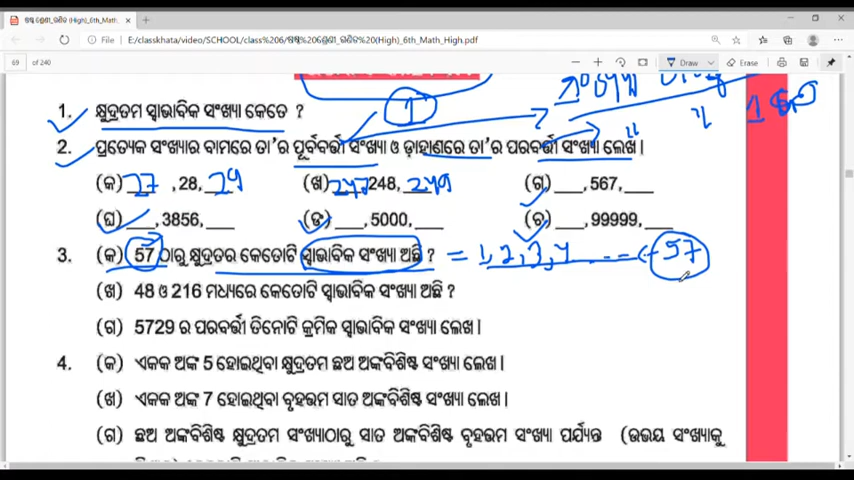 File E:/classkhata/video/SCHOOL/class%206/ଷଷ୍ଠ%20ଶ୍ରେଣୀ_ଗଣିତ%20(High)_6th_Math_High.pdf
69 of 240 Draw Erase
1. କ୍ଷୁଦ୍ରତମ ସ୍ୱାଭାବିକ ସଂଖ୍ୟା କେତେ ? 1
2. ପ୍ରତ୍ୟେକ ସଂଖ୍ୟାର ବାମରେ ତା'ର ପୂର୍ବବର୍ତ୍ତୀ ସଂଖ୍ୟା ଓ ଡ଼ାହାଣରେ ତା'ର ପରବର୍ତ୍ତୀ ସଂଖ୍ୟା ଲେଖ।
(କ) 27 ,28, 29 (ଖ) 247 248, 249 (ଗ) ___,567,___
(ଘ) ___,3856,___ (ଙ) ___,5000,___ (ଚ) ___,99999,___
3. (କ) 57 ଠାରୁ କ୍ଷୁଦ୍ରତର କେତୋଟି ସ୍ୱାଭାବିକ ସଂଖ୍ୟା ଅଛି ? = 1, 2, 3, 4 ... 57
(ଖ) 48 ଓ 216 ମଧ୍ୟରେ କେତୋଟି ସ୍ୱାଭାବିକ ସଂଖ୍ୟା ଅଛି ?
(ଗ) 5729 ର ପରବର୍ତ୍ତୀ ତିନୋଟି କ୍ରମିକ ସ୍ୱାଭାବିକ ସଂଖ୍ୟା ଲେଖ।
4. (କ) ଏକକ ଅଙ୍କ 5 ହୋଇଥିବା କ୍ଷୁଦ୍ରତମ ଛଅ ଅଙ୍କବିଶିଷ୍ଟ ସଂଖ୍ୟା ଲେଖ।
(ଖ) ଏକକ ଅଙ୍କ 7 ହୋଇଥିବା ବୃହତ୍ତମ ସାତ ଅଙ୍କବିଶିଷ୍ଟ ସଂଖ୍ୟା ଲେଖ।
(ଗ) ଛଅ ଅଙ୍କବିଶିଷ୍ଟ କ୍ଷୁଦ୍ରତମ ସଂଖ୍ୟାଠାରୁ ସାତ ଅଙ୍କବିଶିଷ୍ଟ ବୃହତ୍ତମ ସଂଖ୍ୟା ପର୍ଯ୍ୟନ୍ତ (ଉଭୟ ସଂଖ୍ୟାକୁ